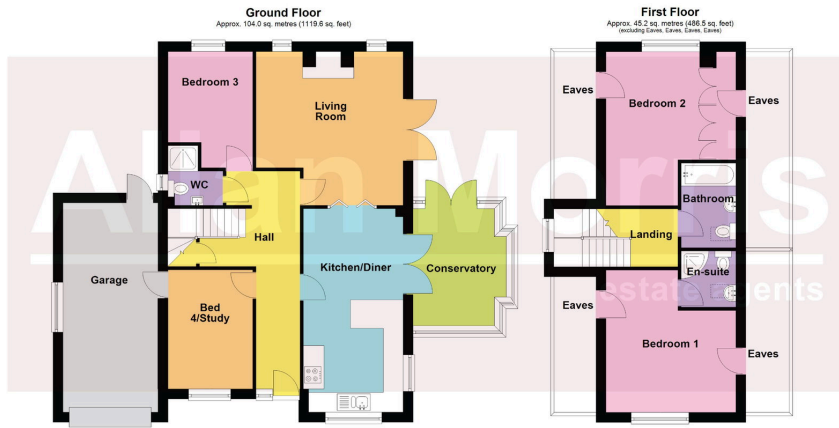 Ground Floor
Approx. 104.0 sq. metres (1119.6 sq. feet)
Bedroom 3
Living
Room
WC
Hall
Garage
Kitchen/Diner
Conservatory
Bed
4/Study
First Floor
Approx. 45.2 sq. metres (486.5 sq. feet)
(excluding Eaves, Eaves, Eaves, Eaves)
Eaves
Bedroom 2
Eaves
Bathroom
Landing
En-suite
Eaves
Bedroom 1
Eaves
Allan Morris
estate agents